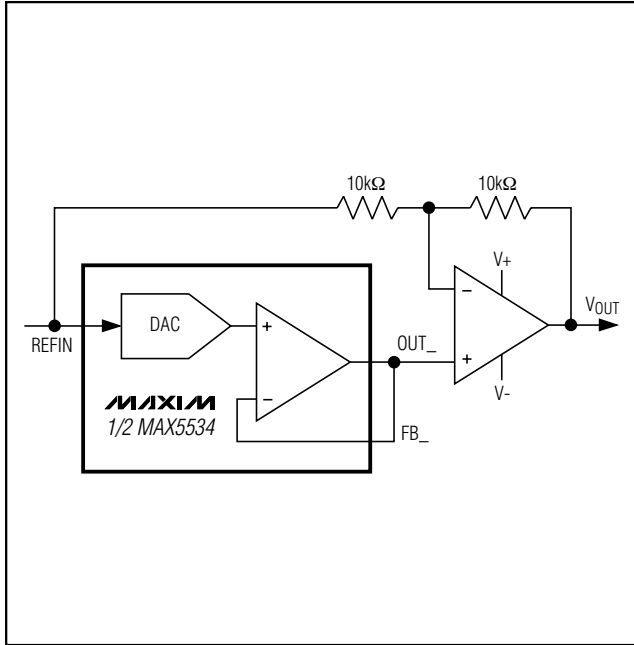 10kΩ 10kΩ
V+
DAC
+
−
−
+
REFIN
OUT_
VOUT
V-
MAXIM
1/2 MAX5534
FB_